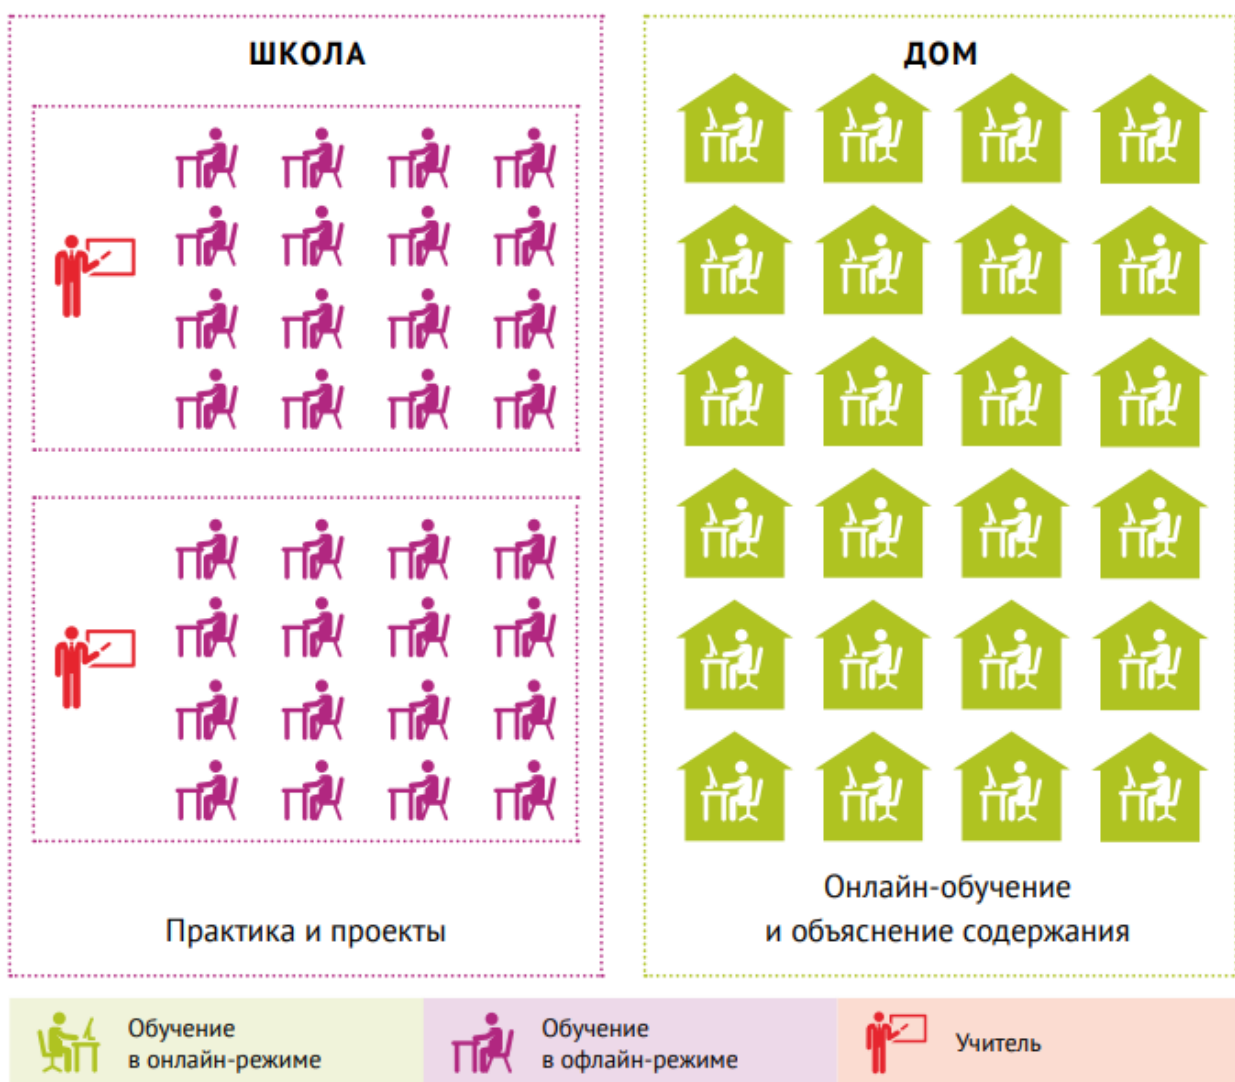 ШКОЛА
Практика и проекты
ДОМ
Онлайн-обучение
и объяснение содержания
Обучение
в онлайн-режиме
Обучение
в офлайн-режиме
Учитель